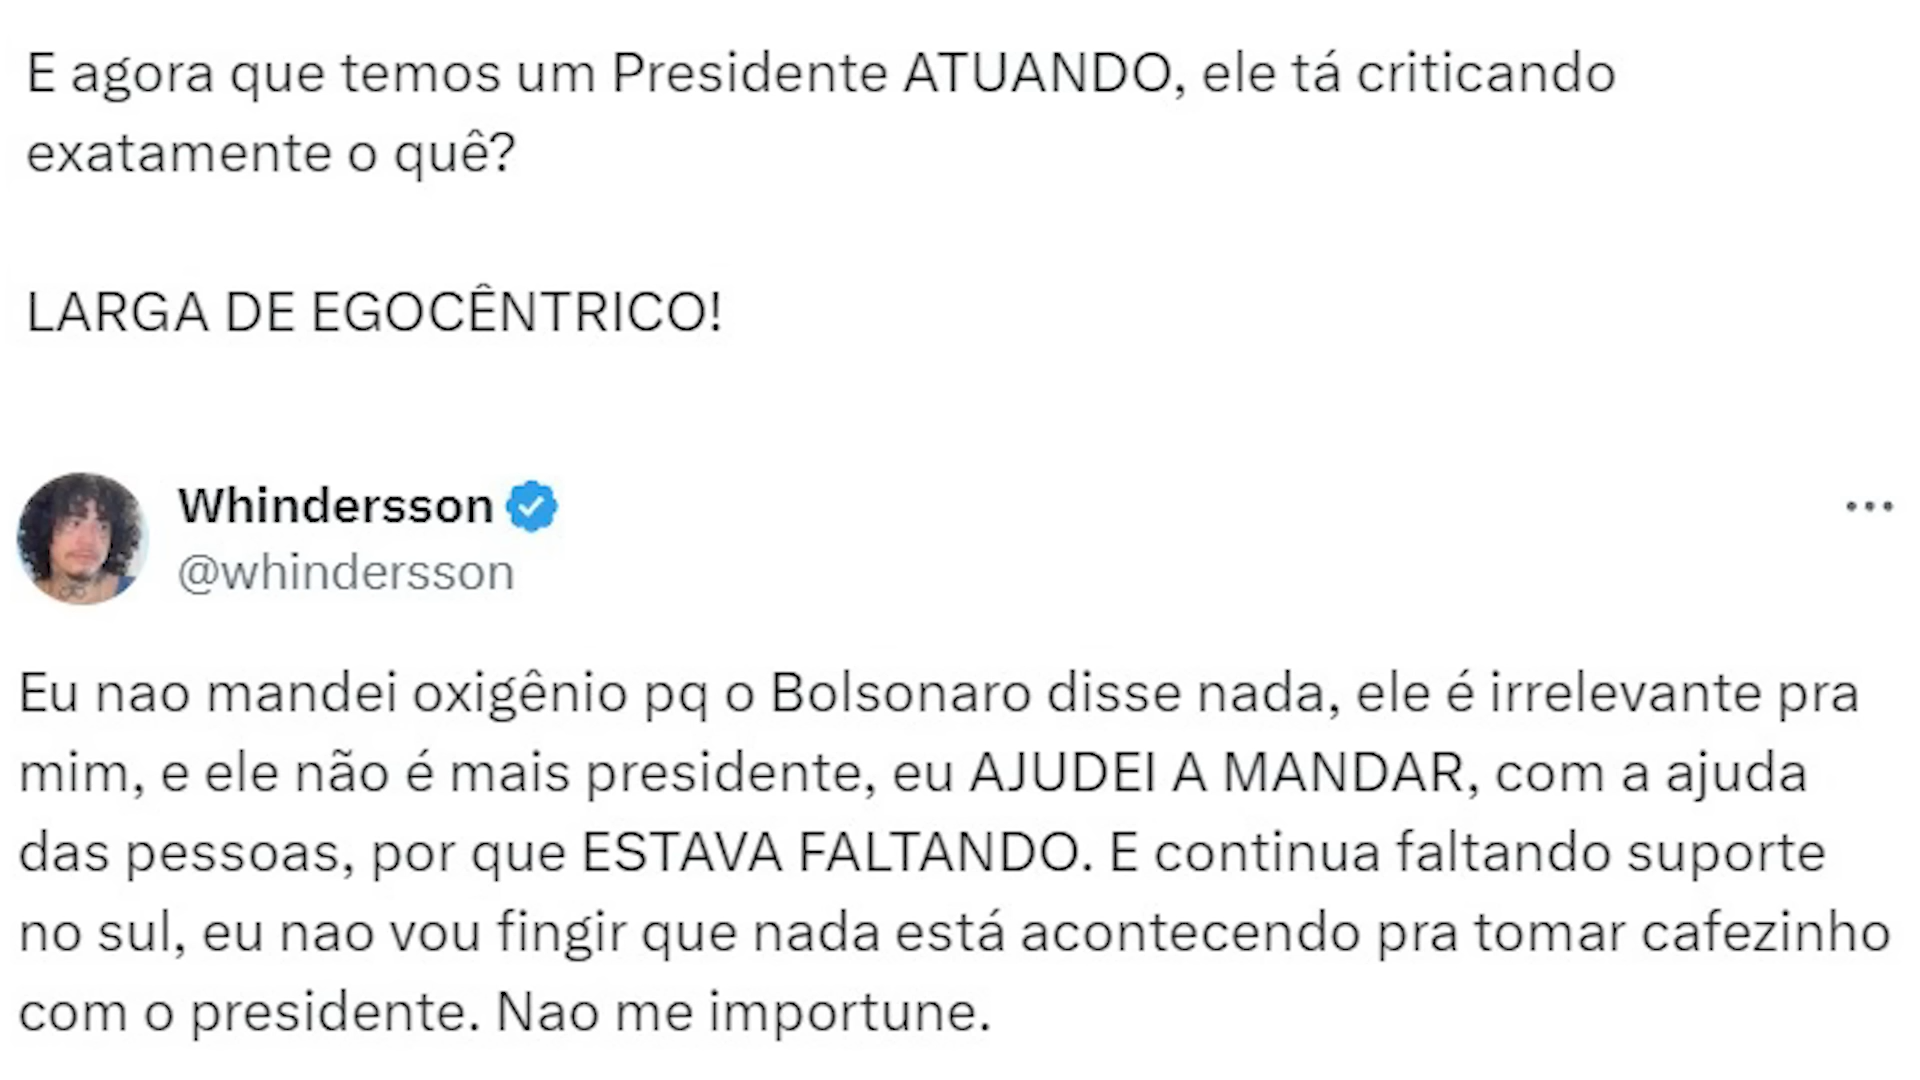 E agora que temos um Presidente ATUANDO, ele tá criticando
exatamente o quê?
LARGA DE EGOCÊNTRICO!
Whindersson
@whindersson
Eu nao mandei oxigênio pq o Bolsonaro disse nada, ele é irrelevante pra
mim, e ele não é mais presidente, eu AJUDEI A MANDAR, com a ajuda
das pessoas, por que ESTAVA FALTANDO. E continua faltando suporte
no sul, eu nao vou fingir que nada está acontecendo pra tomar cafezinho
com o presidente. Nao me importune.